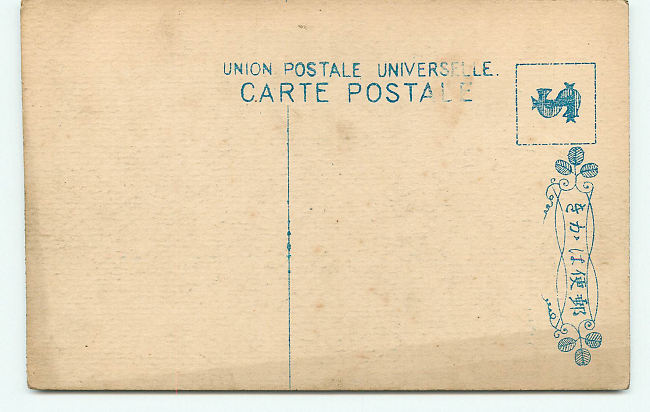 UNION POSTALE UNIVERSELLE.
CARTE POSTALE
郵便はかき